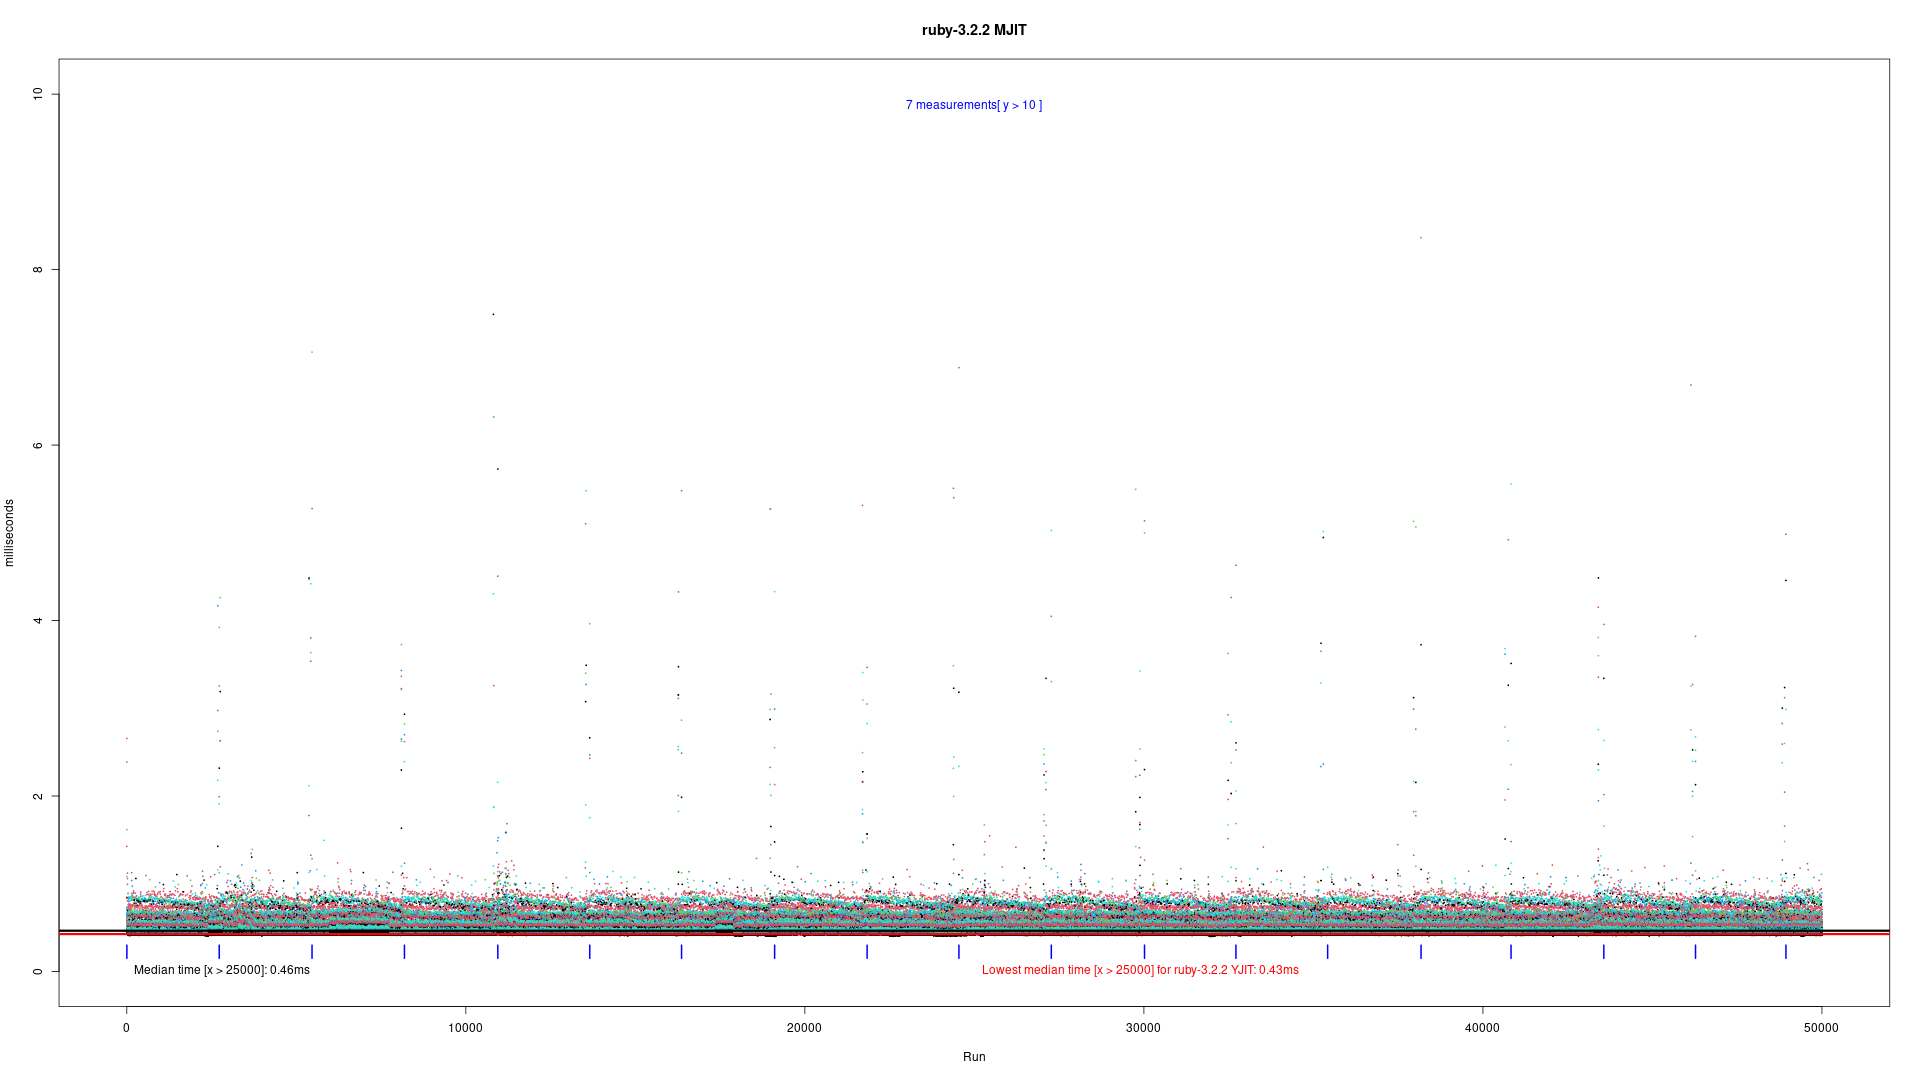 ruby-3.2.2 MJIT
7 measurements[ y > 10 ]
milliseconds
10
8
6
4
2
0
Median time [x > 25000]: 0.46ms
Lowest median time [x > 25000] for ruby-3.2.2 YJIT: 0.43ms
0
10000
20000
30000
40000
50000
Run